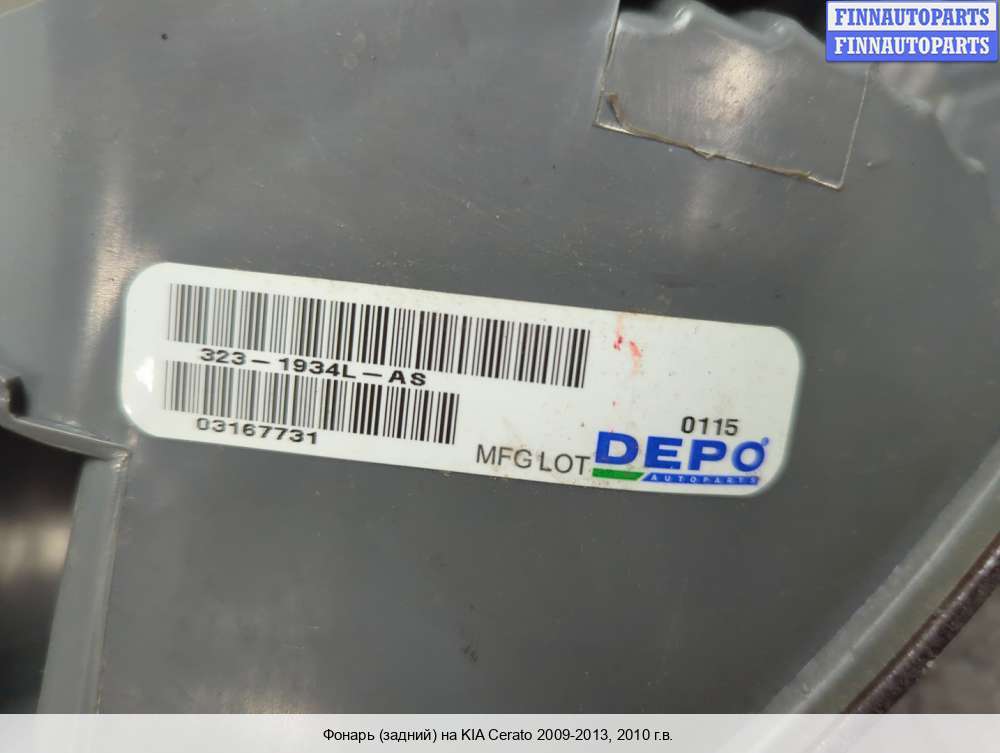 FINNAUTOPARTS
FINNAUTOPARTS
323-1934L-AS
03167731
0115
MFG LOT DEPO
AUTOPARTS
Фонарь (задний) на KIA Cerato 2009-2013, 2010 г.в.